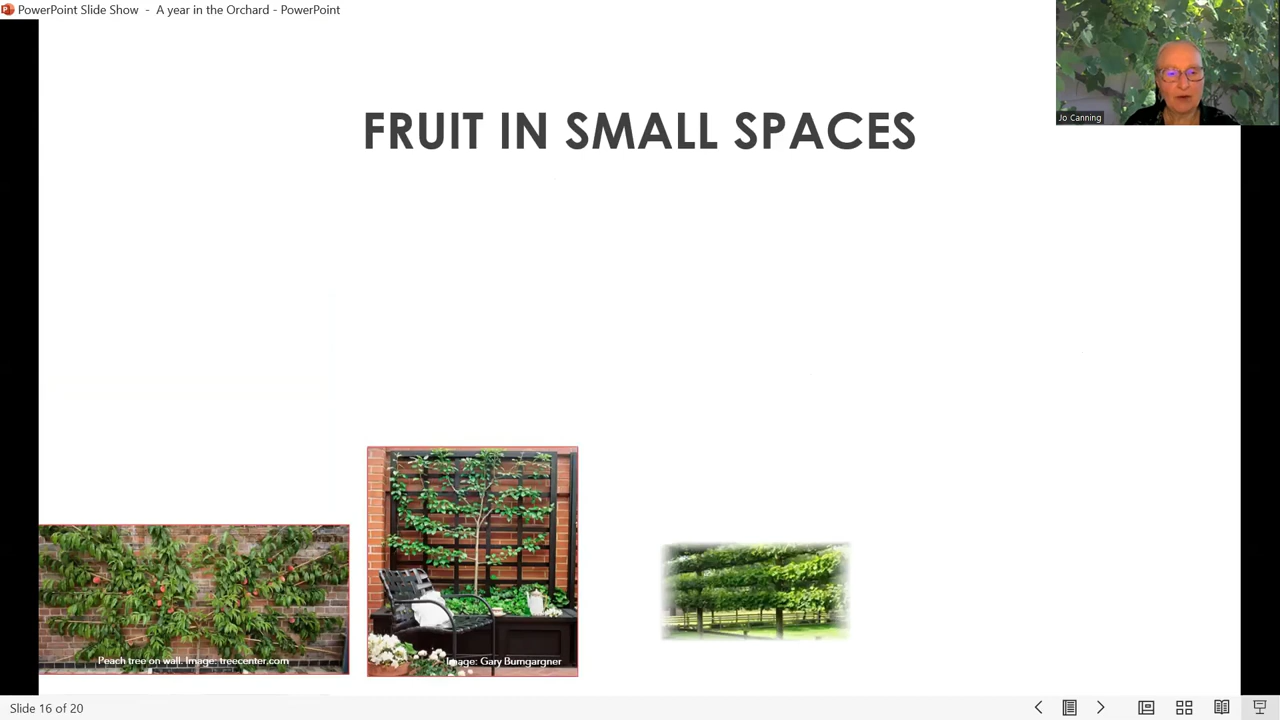 PowerPoint Slide Show - A year in the Orchard - PowerPoint
Jo Canning
FRUIT IN SMALL SPACES
Peach tree on wall. Image: treecenter.com
Image: Gary Bumgargner
Slide 16 of 20